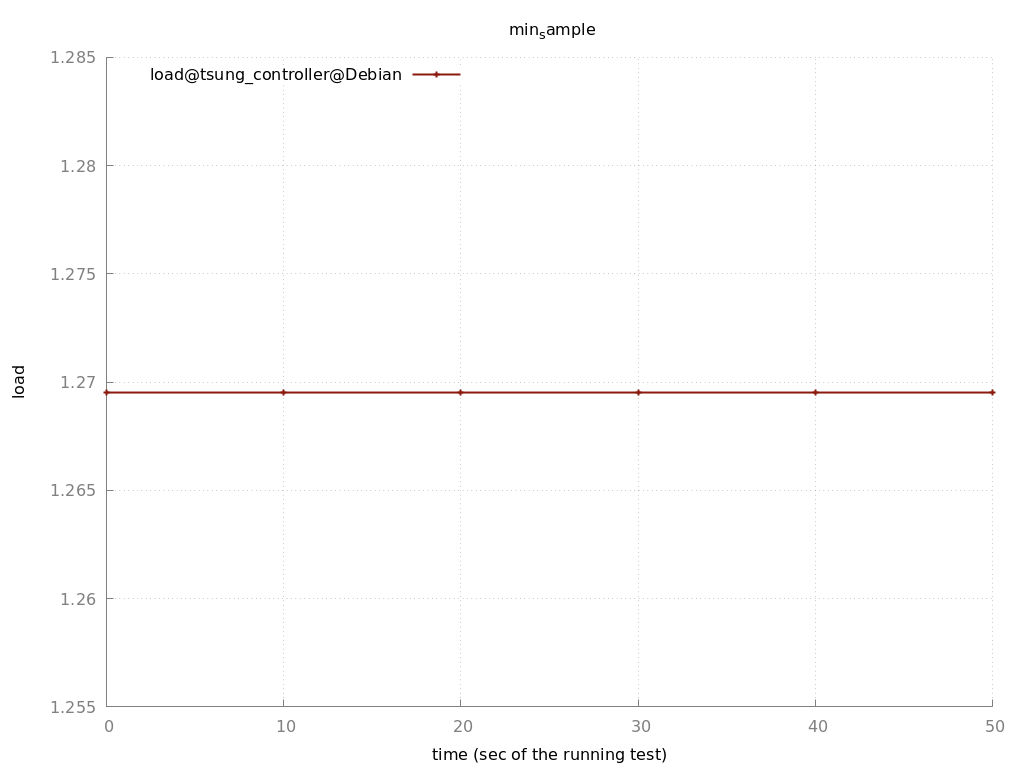 min_sample
1.285
load@tsung_controller@Debian
1.28
1.275
1.27
load
1.265
1.26
1.255
0 10 20 30 40 50
time (sec of the running test)